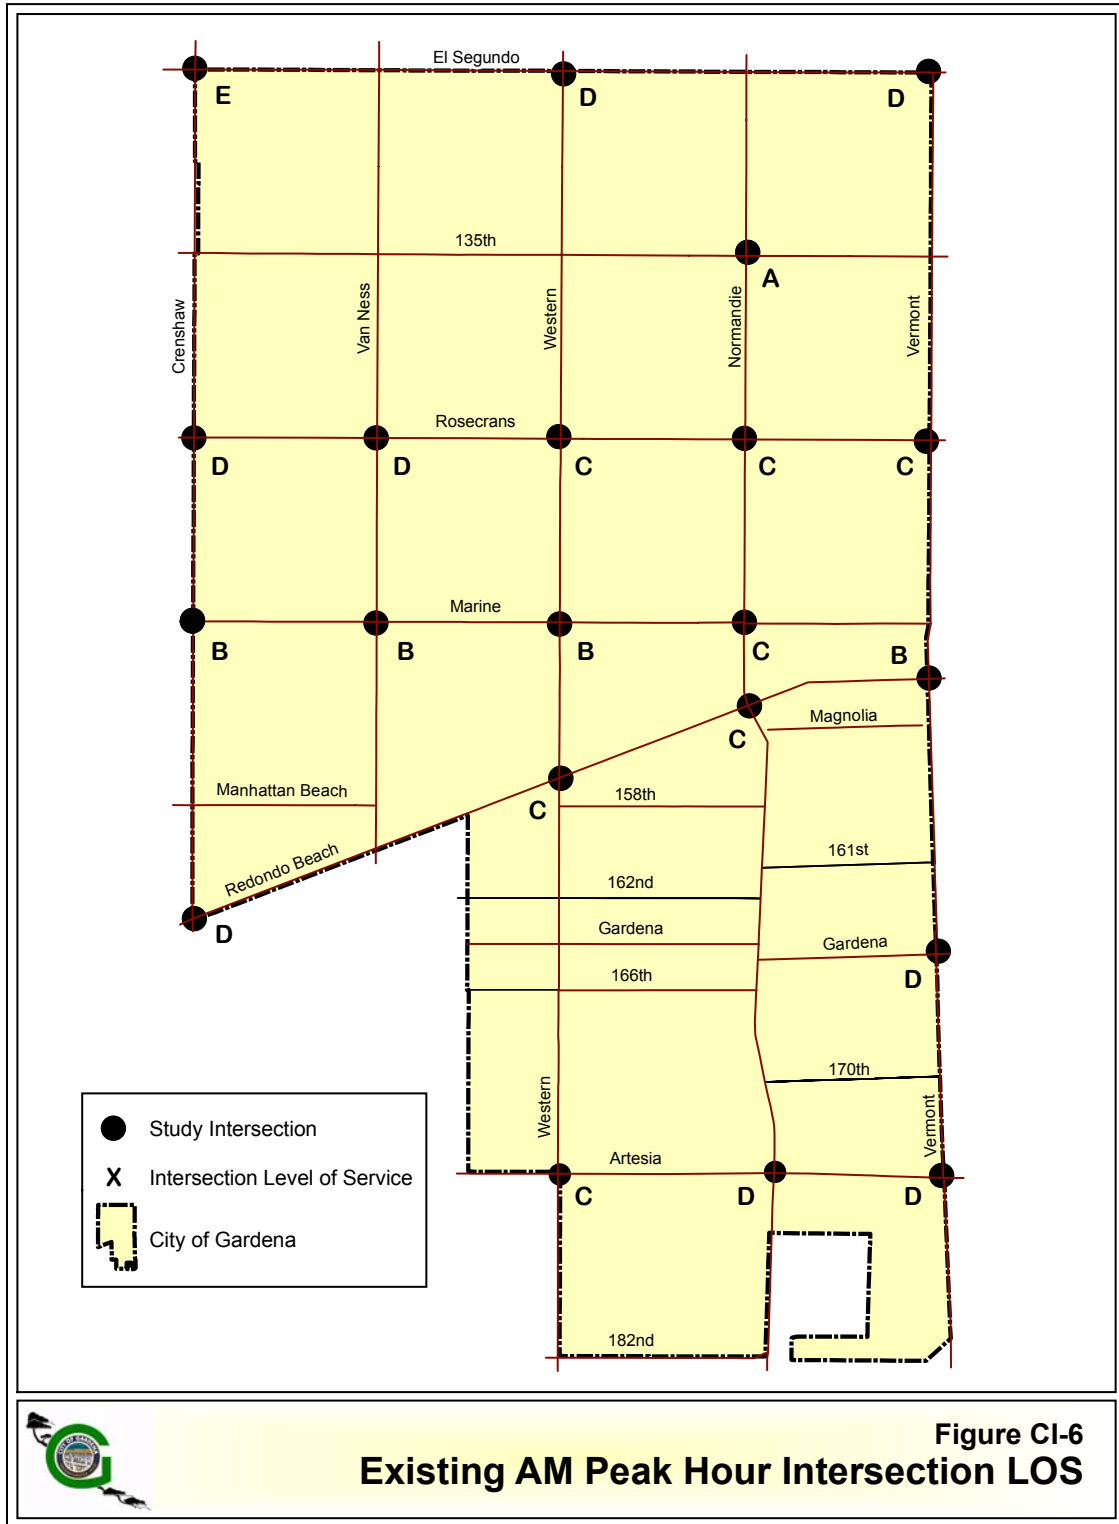 El Segundo
E
D
D
135th
A
Crenshaw
Van Ness
Western
Normandie
Vermont
Rosecrans
D
D
C
C
C
Marine
B
B
B
C
B
Magnolia
C
Manhattan Beach
C
158th
Redondo Beach
161st
162nd
D
Gardena
Gardena
D
166th
170th
Western
Vermont
Artesia
C
D
D
182nd
Study Intersection
X Intersection Level of Service
City of Gardena
Figure CI-6
Existing AM Peak Hour Intersection LOS